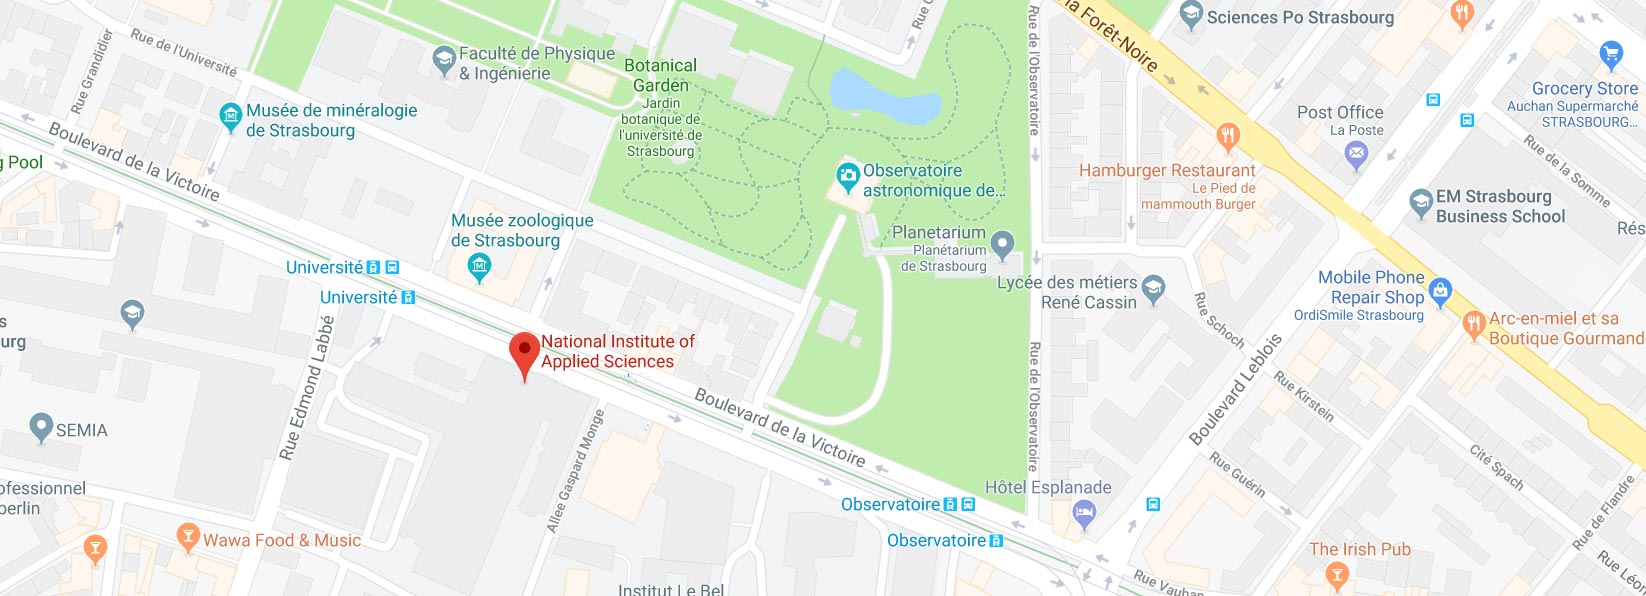 la Forêt-Noire
Sciences Po Strasbourg
Rue de l'Université
Rue Grandidier
Faculté de Physique
& Ingénierie
Botanical
Garden
Jardin
botanique de
l'université de
Strasbourg
Rue de l'Observatoire
Grocery Store
Auchan Supermarché
STRASBOURG...
Musée de minéralogie
de Strasbourg
Boulevard de la Victoire
Post Office
La Poste
Rue de la Somme
g Pool
Observatoire
astronomique de...
Hamburger Restaurant
Le Pied de
mammouth Burger
EM Strasbourg
Business School
Rés
Musée zoologique
de Strasbourg
Planetarium
Planétarium
de Strasbourg
Université
Université
Lycée des métiers
René Cassin
Mobile Phone
Repair Shop
OrdiSmile Strasbourg
Rue Schoch
Arc-en-miel et sa
Boutique Gourmand
s
urg
Rue Edmond Labbé
National Institute of
Applied Sciences
Rue de l'Observatoire
Boulevard Leblois
Rue Kirstein
Boulevard de la Victoire
SEMIA
Allee Gaspard Monge
Rue Guérin
Cité Spach
ofessionnel
perlin
Hôtel Esplanade
Observatoire
Observatoire
Rue de Flandre
Wawa Food & Music
The Irish Pub
Institut Le Bel
Rue Vauban
Rue Léon